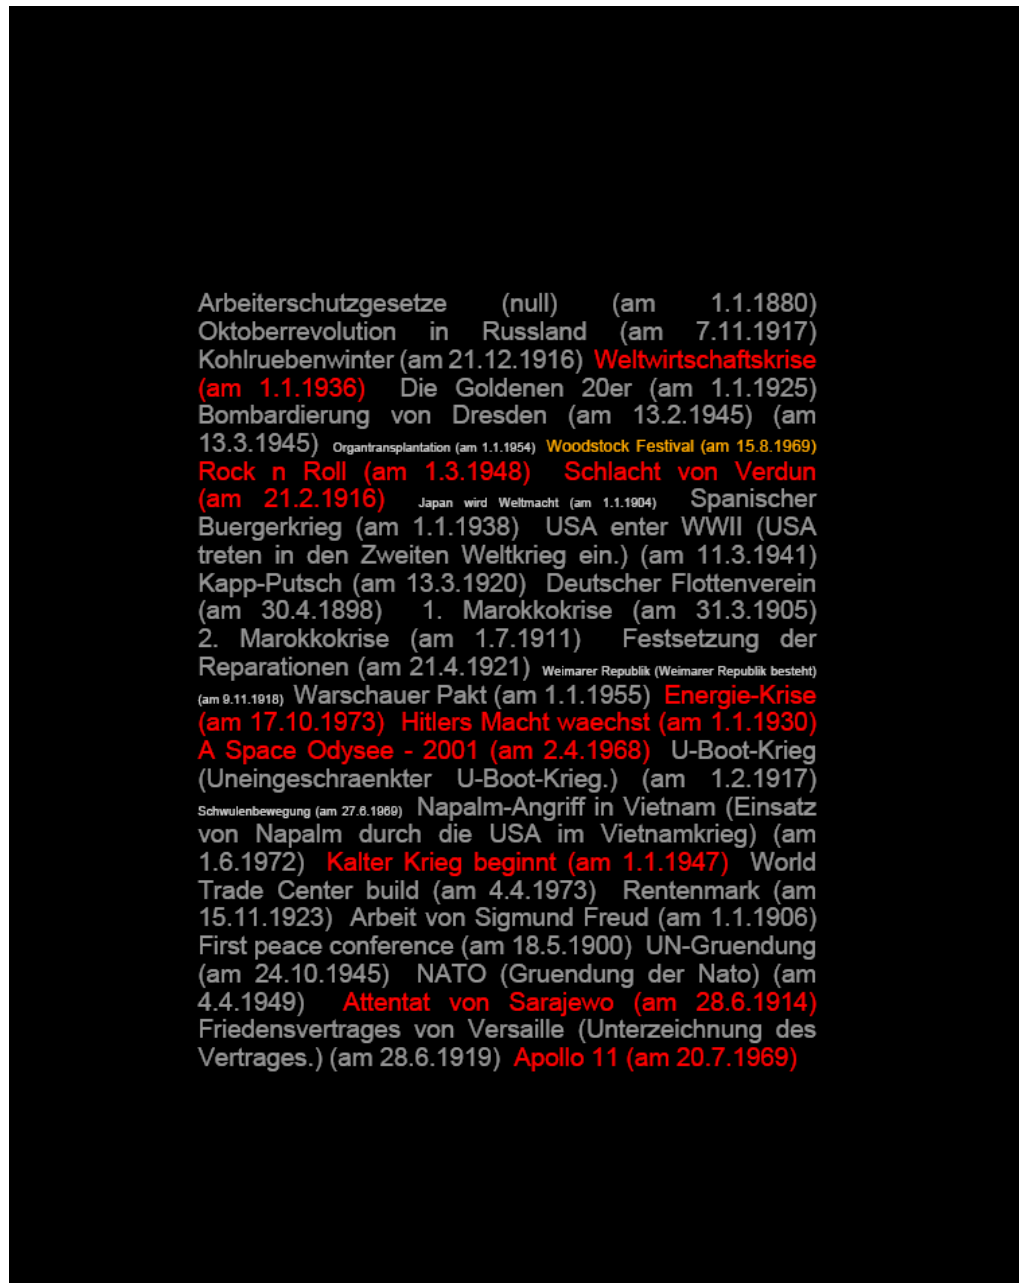 Arbeiterschutzgesetze (null) (am 1.1.1880)
Oktoberrevolution in Russland (am 7.11.1917)
Kohlruebenwinter (am 21.12.1916) Weltwirtschaftskrise
(am 1.1.1936) Die Goldenen 20er (am 1.1.1925)
Bombardierung von Dresden (am 13.2.1945) (am
13.3.1945) Organtransplantation (am 1.1.1954) Woodstock Festival (am 15.8.1969)
Rock n Roll (am 1.3.1948) Schlacht von Verdun
(am 21.2.1916) Japan wird Weltmacht (am 1.1.1904) Spanischer
Buergerkrieg (am 1.1.1938) USA enter WWII (USA
treten in den Zweiten Weltkrieg ein.) (am 11.3.1941)
Kapp-Putsch (am 13.3.1920) Deutscher Flottenverein
(am 30.4.1898) 1. Marokkokrise (am 31.3.1905)
2. Marokkokrise (am 1.7.1911) Festsetzung der
Reparationen (am 21.4.1921) Weimarer Republik (Weimarer Republik besteht)
(am 9.11.1918) Warschauer Pakt (am 1.1.1955) Energie-Krise
(am 17.10.1973) Hitlers Macht waechst (am 1.1.1930)
A Space Odysee - 2001 (am 2.4.1968) U-Boot-Krieg
(Uneingeschraenkter U-Boot-Krieg.) (am 1.2.1917)
Schwulenbewegung (am 27.6.1969) Napalm-Angriff in Vietnam (Einsatz
von Napalm durch die USA im Vietnamkrieg) (am
1.6.1972) Kalter Krieg beginnt (am 1.1.1947) World
Trade Center build (am 4.4.1973) Rentenmark (am
15.11.1923) Arbeit von Sigmund Freud (am 1.1.1906)
First peace conference (am 18.5.1900) UN-Gruendung
(am 24.10.1945) NATO (Gruendung der Nato) (am
4.4.1949) Attentat von Sarajewo (am 28.6.1914)
Friedensvertrages von Versaille (Unterzeichnung des
Vertrages.) (am 28.6.1919) Apollo 11 (am 20.7.1969)